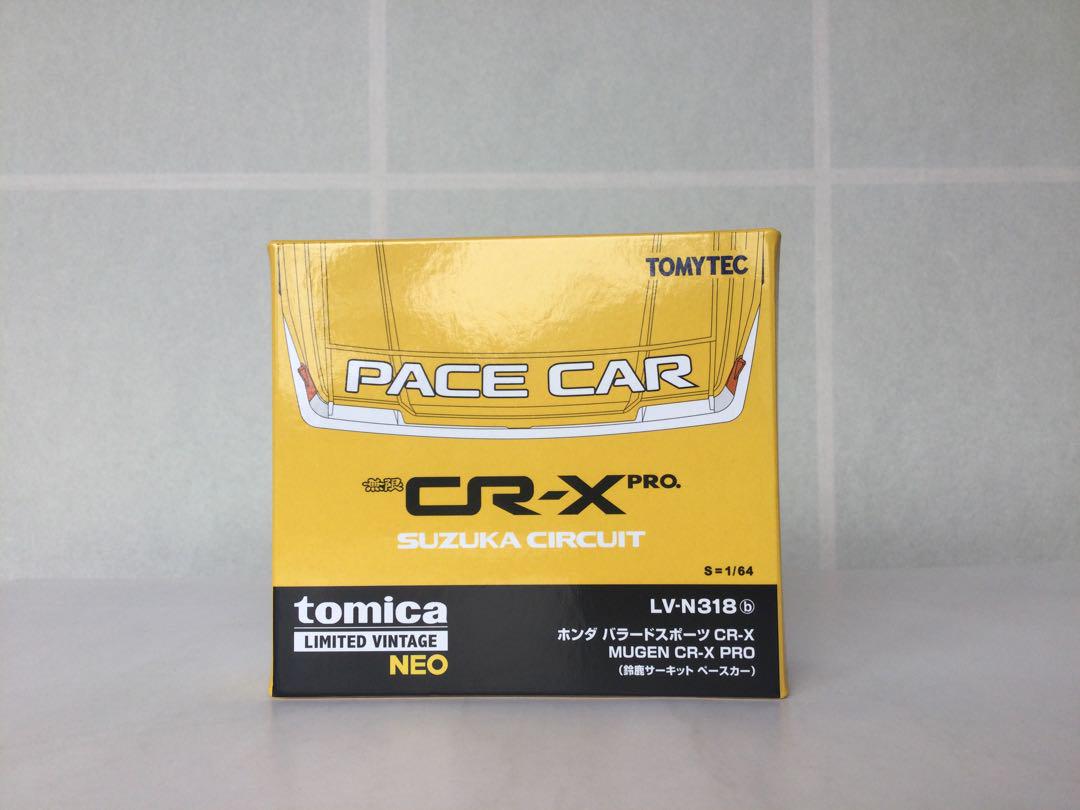 TOMYTEC
PACE CAR
無限 CR-X PRO.
SUZUKA CIRCUIT
S=1/64
tomica
LIMITED VINTAGE
NEO
LV-N318ⓑ
ホンダ バラードスポーツ CR-X
MUGEN CR-X PRO
(鈴鹿サーキット ペースカー)